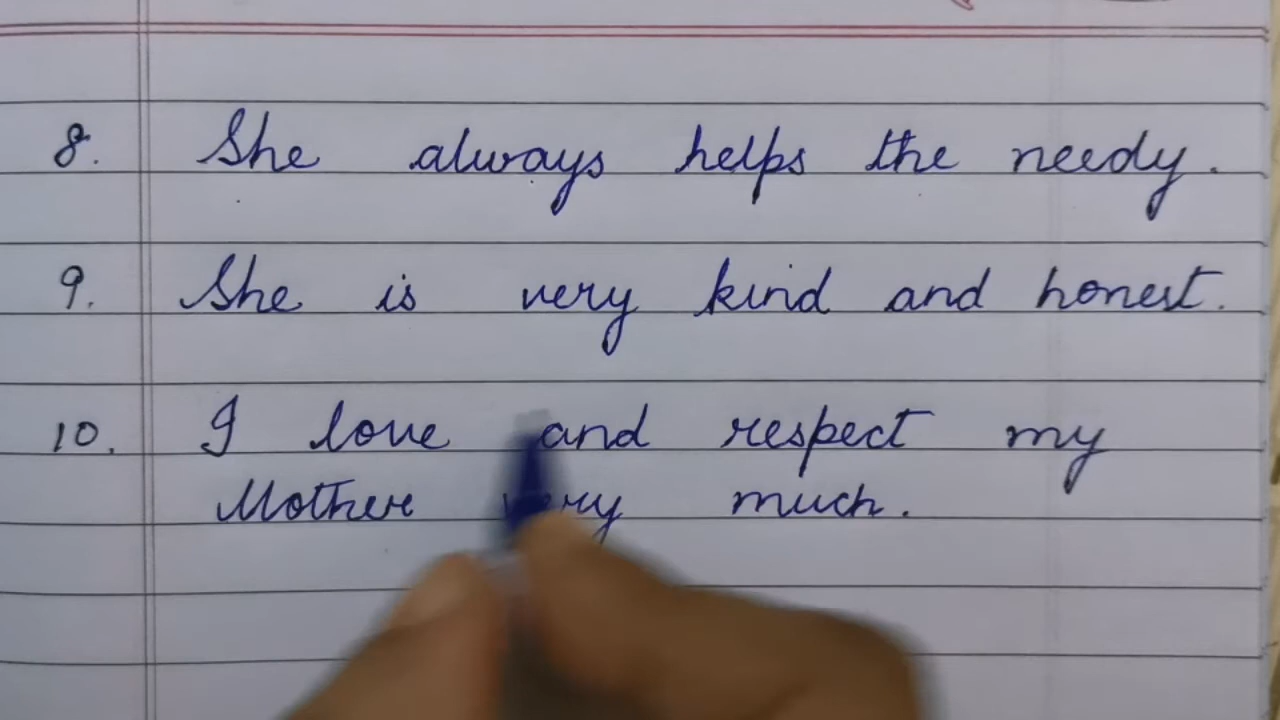 8. She always helps the needy.
9. She is very kind and honest.
10. I love and respect my
Mother very much.